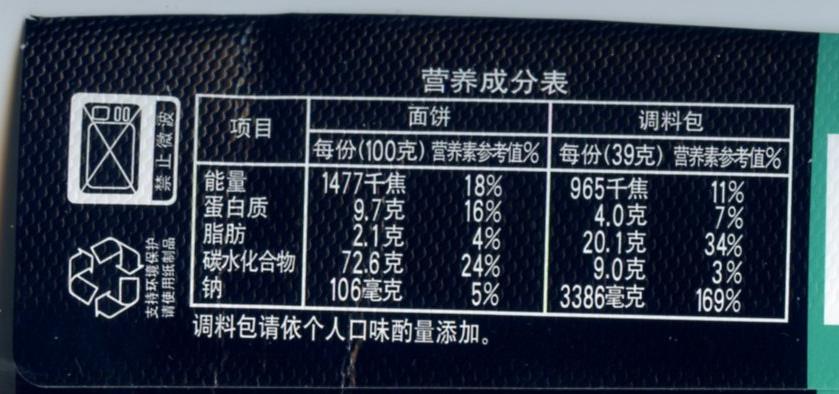 营养成分表
项目 面饼 调料包
每份(100克) 营养素参考值% 每份(39克) 营养素参考值%
能量 1477千焦 18% 965千焦 11%
蛋白质 9.7克 16% 4.0克 7%
脂肪 2.1克 4% 20.1克 34%
碳水化合物 72.6克 24% 9.0克 3%
钠 106毫克 5% 3386毫克 169%
调料包请依个人口味酌量添加。
禁止微波
支持环境保护
请使用纸制品